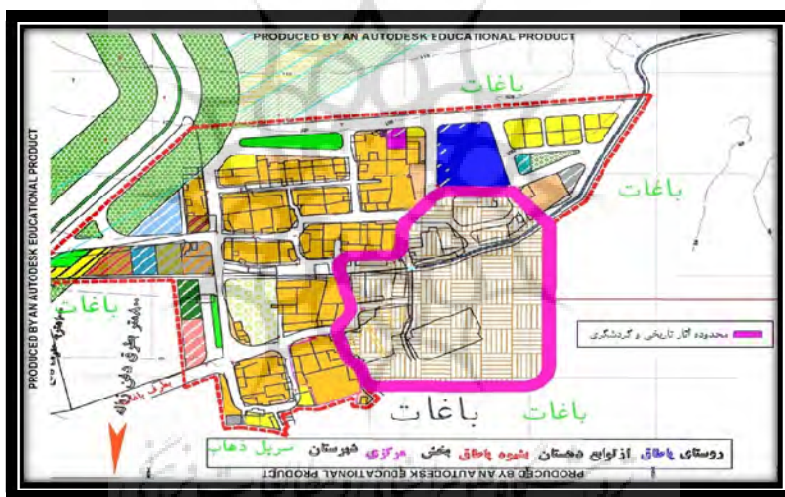 PRODUCED BY AN AUTODESK EDUCATIONAL PRODUCT
باغات
باغات
PRODUCED BY AN AUTODESK EDUCATIONAL PRODUCT
باغات
محدوده آثار تاریخی و گردشگری
باغات
باغات
روستای پاطاق از توابع دهستان بشیوه پاطاق بخش مرکزی شهرستان سرپل ذهاب
PRODUCED BY AN AUTODESK EDUCATIONAL PRODUCT